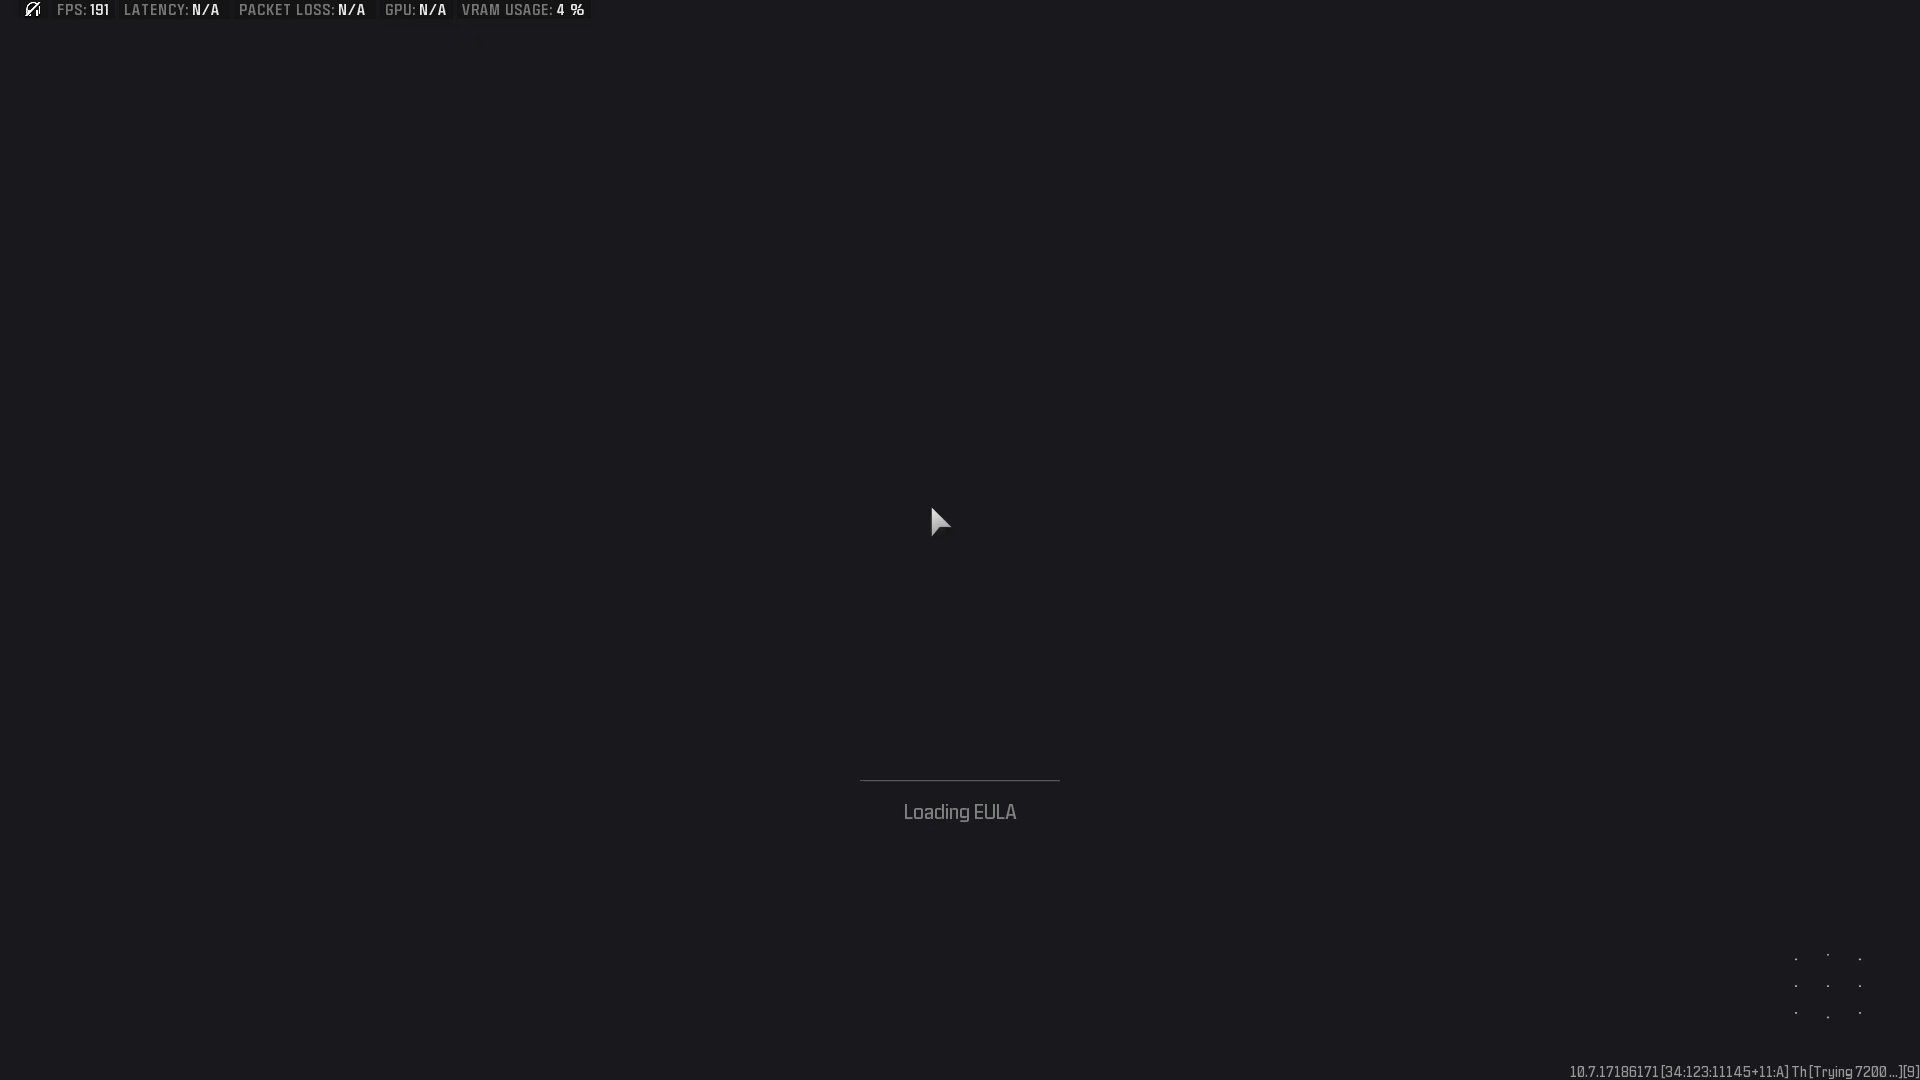 FPS: 191 LATENCY: N/A PACKET LOSS: N/A GPU: N/A VRAM USAGE: 4 %
Loading EULA
10.7.17186171 [34:123:11145+11:A] Th [Trying 7200 ...][9]